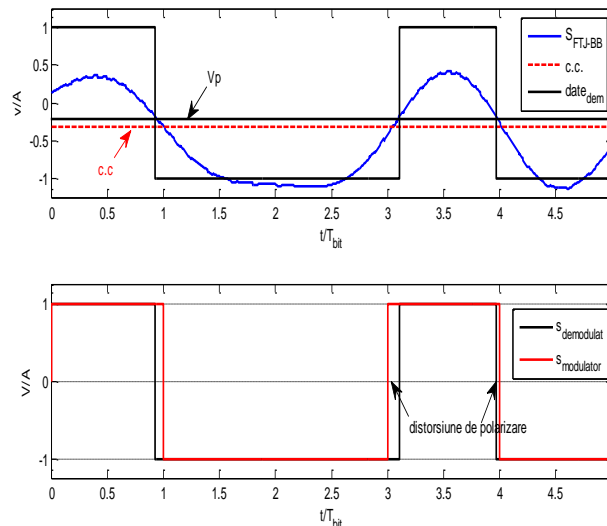 1
0.5
0
-0.5
-1
v/A
Vp
c.c
S_FTJ-BB
c.c.
date_dem
0 0.5 1 1.5 2 2.5 3 3.5 4 4.5
t/T_bit
1
0
-1
V/A
s_demodulat
s_modulator
distorsiune de polarizare
0 0.5 1 1.5 2 2.5 3 3.5 4 4.5
t/T_bit